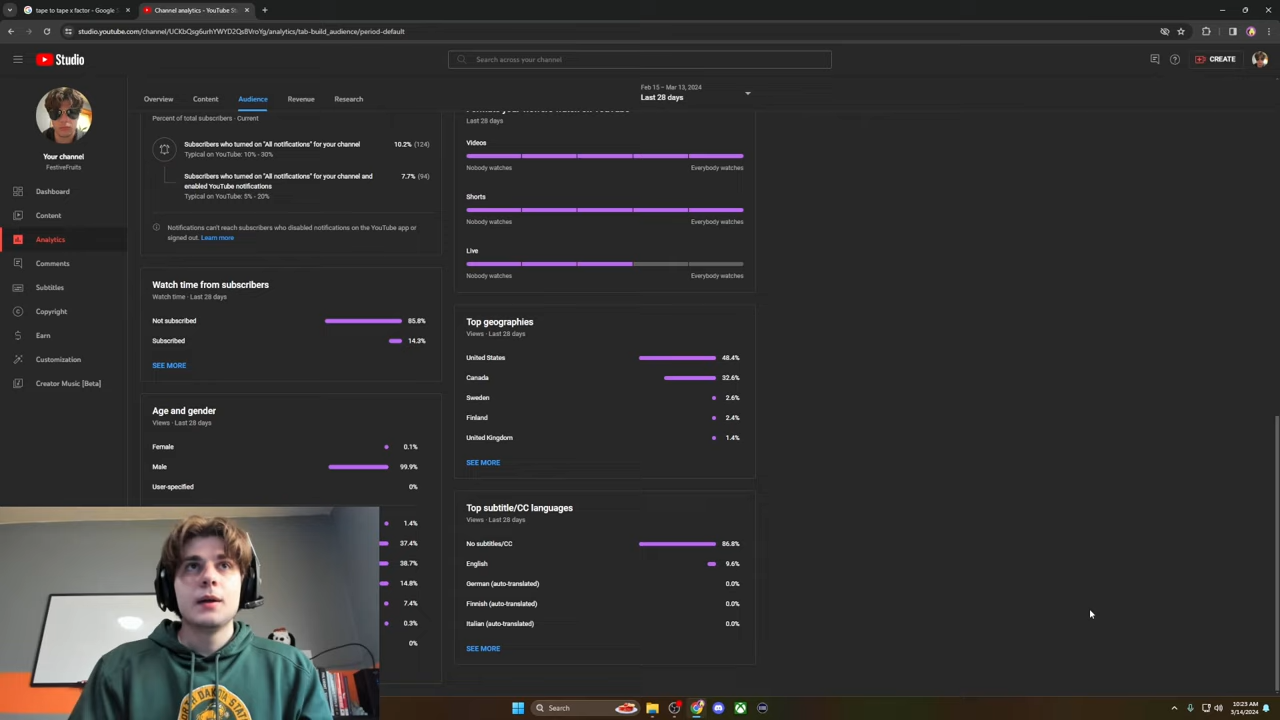 tape to tape x factor - Google S
Channel analytics - YouTube St
studio.youtube.com/channel/UCKbQsg6urhYWYD2QsBVroYg/analytics/tab-build_audience/period-default
Studio
Search across your channel
CREATE
Overview
Content
Audience
Revenue
Research
Feb 15 – Mar 13, 2024
Last 28 days
Your channel
FestiveFruits
Dashboard
Content
Analytics
Comments
Subtitles
Copyright
Earn
Customization
Creator Music [Beta]
Percent of total subscribers · Current
Subscribers who turned on "All notifications" for your channel 10.2% (124)
Typical on YouTube: 10% - 30%
Subscribers who turned on "All notifications" for your channel and 7.7% (94)
enabled YouTube notifications
Typical on YouTube: 5% - 20%
Notifications can't reach subscribers who disabled notifications on the YouTube app or
signed out. Learn more
Watch time from subscribers
Watch time · Last 28 days
Not subscribed 85.8%
Subscribed 14.3%
SEE MORE
Age and gender
Views · Last 28 days
Female 0.1%
Male 99.9%
User-specified 0%
1.4%
37.4%
38.7%
14.8%
7.4%
0.3%
0%
Last 28 days
Videos
Nobody watches Everybody watches
Shorts
Nobody watches Everybody watches
Live
Nobody watches Everybody watches
Top geographies
Views · Last 28 days
United States 48.4%
Canada 32.6%
Sweden 2.6%
Finland 2.4%
United Kingdom 1.4%
SEE MORE
Top subtitle/CC languages
Views · Last 28 days
No subtitles/CC 86.8%
English 9.6%
German (auto-translated) 0.0%
Finnish (auto-translated) 0.0%
Italian (auto-translated) 0.0%
SEE MORE
NORTH DAKOTA STATE
Search
10:23 AM
3/14/2024